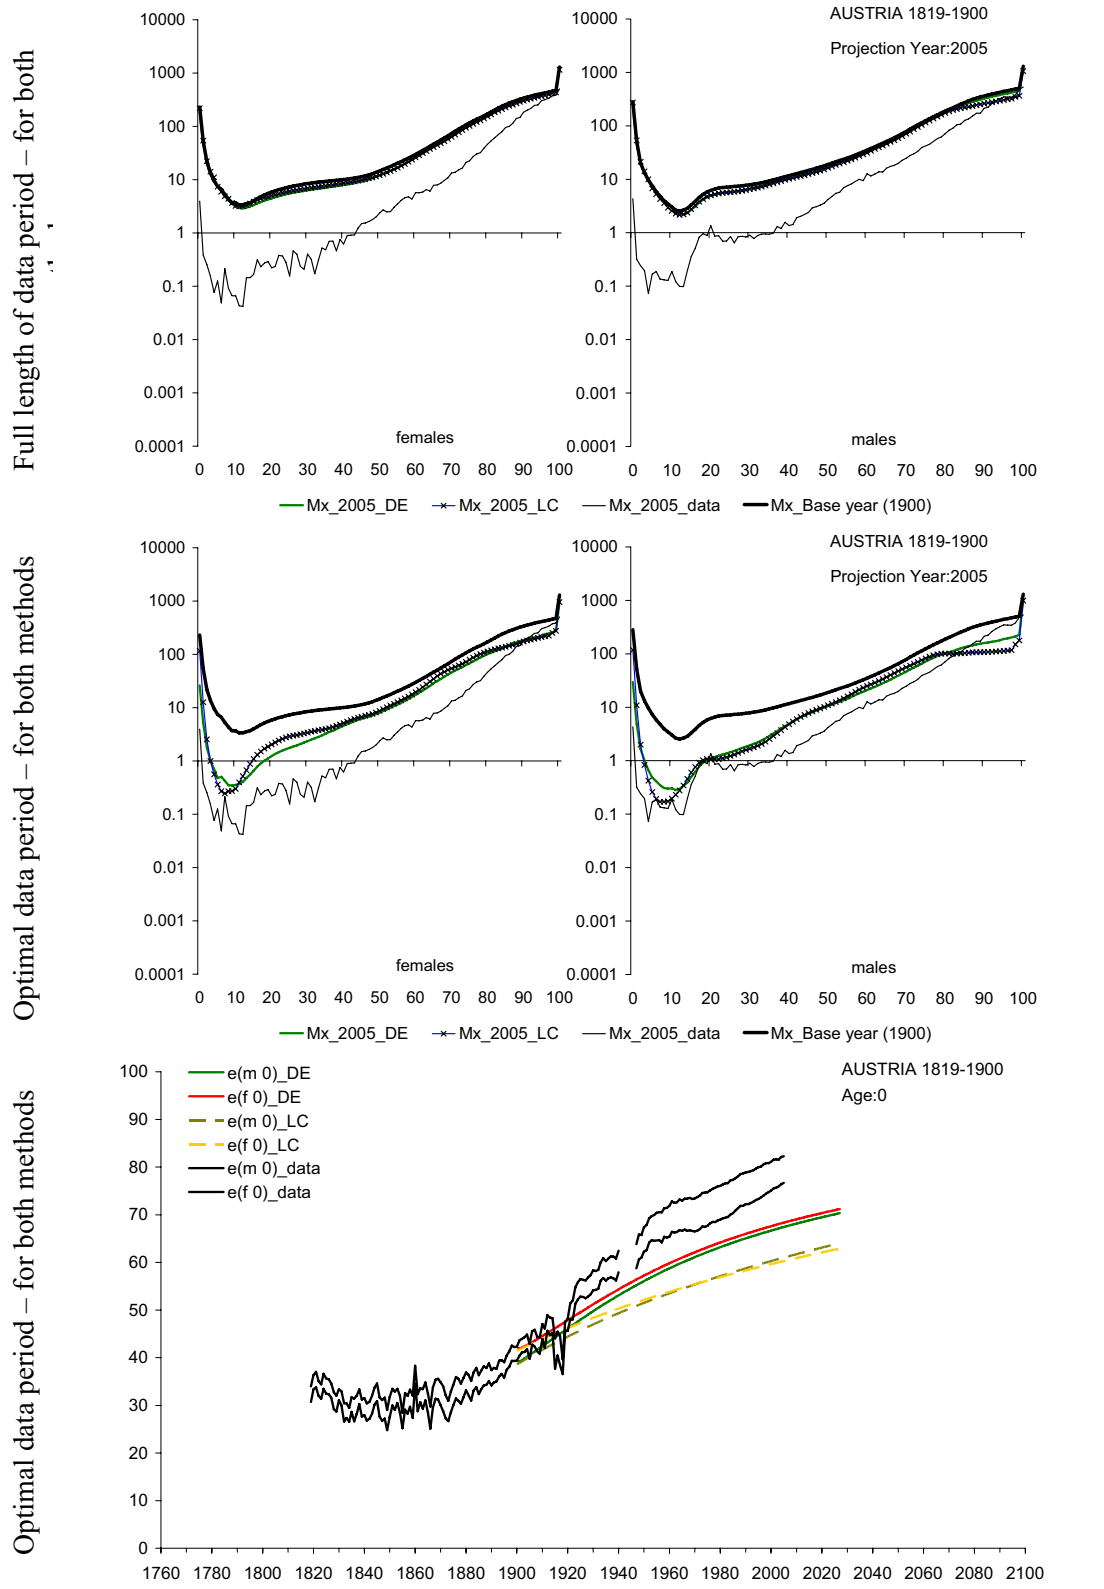 Full length of data period – for both
AUSTRIA 1819-1900
Projection Year:2005
10000
1000
100
10
1
0.1
0.01
0.001
0.0001
females
0 10 20 30 40 50 60 70 80 90 100
10000
1000
100
10
1
0.1
0.01
0.001
0.0001
males
0 10 20 30 40 50 60 70 80 90 100
Mx_2005_DE Mx_2005_LC Mx_2005_data Mx_Base year (1900)
Optimal data period – for both methods
AUSTRIA 1819-1900
Projection Year:2005
10000
1000
100
10
1
0.1
0.01
0.001
0.0001
females
0 10 20 30 40 50 60 70 80 90 100
10000
1000
100
10
1
0.1
0.01
0.001
0.0001
males
0 10 20 30 40 50 60 70 80 90 100
Mx_2005_DE Mx_2005_LC Mx_2005_data Mx_Base year (1900)
Optimal data period – for both methods
AUSTRIA 1819-1900
Age:0
e(m 0)_DE
e(f 0)_DE
e(m 0)_LC
e(f 0)_LC
e(m 0)_data
e(f 0)_data
100
90
80
70
60
50
40
30
20
10
0
1760 1780 1800 1820 1840 1860 1880 1900 1920 1940 1960 1980 2000 2020 2040 2060 2080 2100